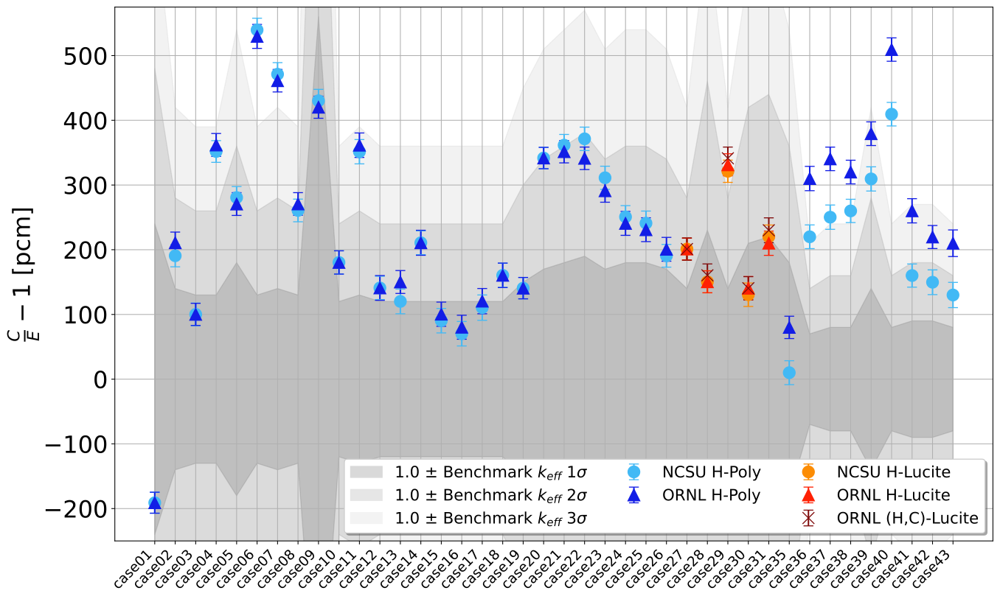 500
400
300
200
100
0
−100
−200
C/E − 1 [pcm]
1.0 ± Benchmark k_eff 1σ
1.0 ± Benchmark k_eff 2σ
1.0 ± Benchmark k_eff 3σ
NCSU H-Poly
ORNL H-Poly
NCSU H-Lucite
ORNL H-Lucite
ORNL (H,C)-Lucite
case01
case02
case03
case04
case05
case06
case07
case08
case09
case10
case11
case12
case13
case14
case15
case16
case17
case18
case19
case20
case21
case22
case23
case24
case25
case26
case27
case28
case29
case30
case31
case35
case36
case37
case38
case39
case40
case41
case42
case43